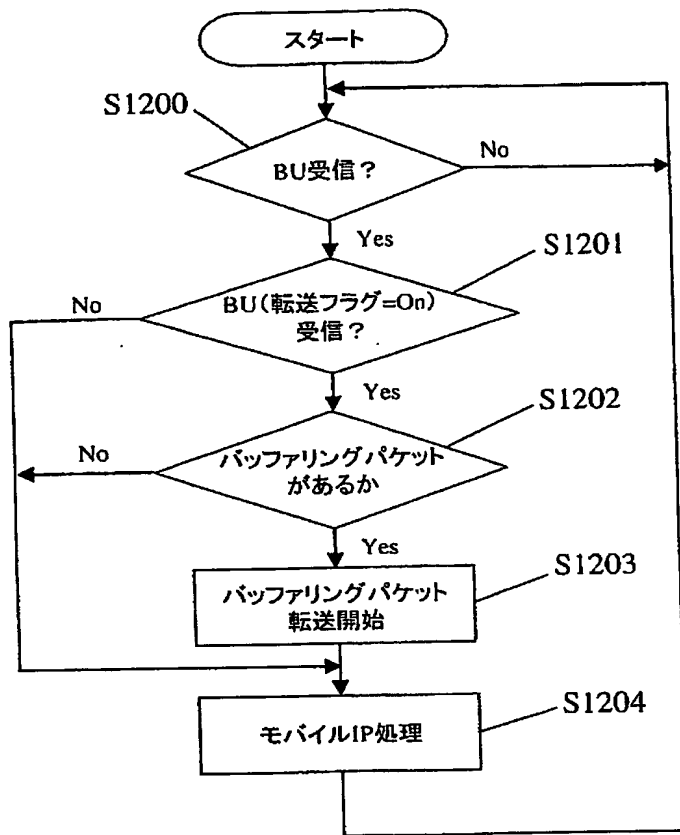 スタート
S1200
BU受信？
No
Yes
S1201
BU（転送フラグ=On）
受信？
No
Yes
S1202
バッファリングパケット
があるか
No
Yes
S1203
バッファリングパケット
転送開始
S1204
モバイルIP処理